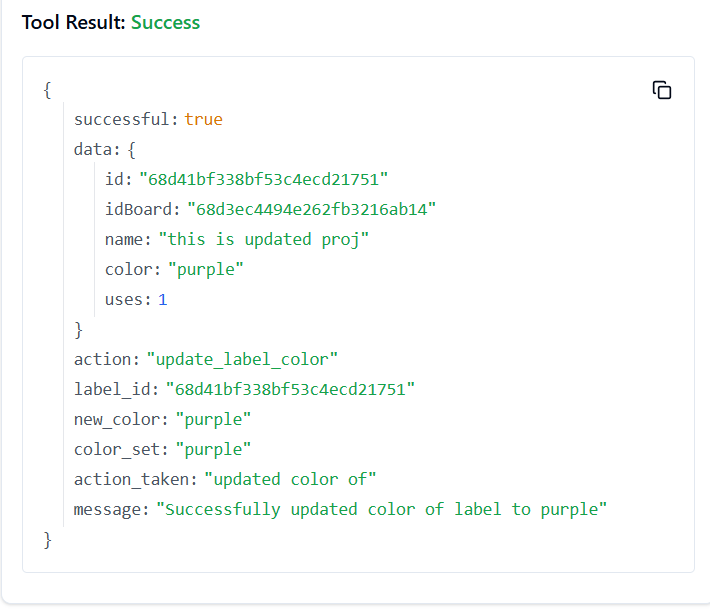 Tool Result: Success
{
successful: true
data: {
id: "68d41bf338bf53c4ecd21751"
idBoard: "68d3ec4494e262fb3216ab14"
name: "this is updated proj"
color: "purple"
uses: 1
}
action: "update_label_color"
label_id: "68d41bf338bf53c4ecd21751"
new_color: "purple"
color_set: "purple"
action_taken: "updated color of"
message: "Successfully updated color of label to purple"
}